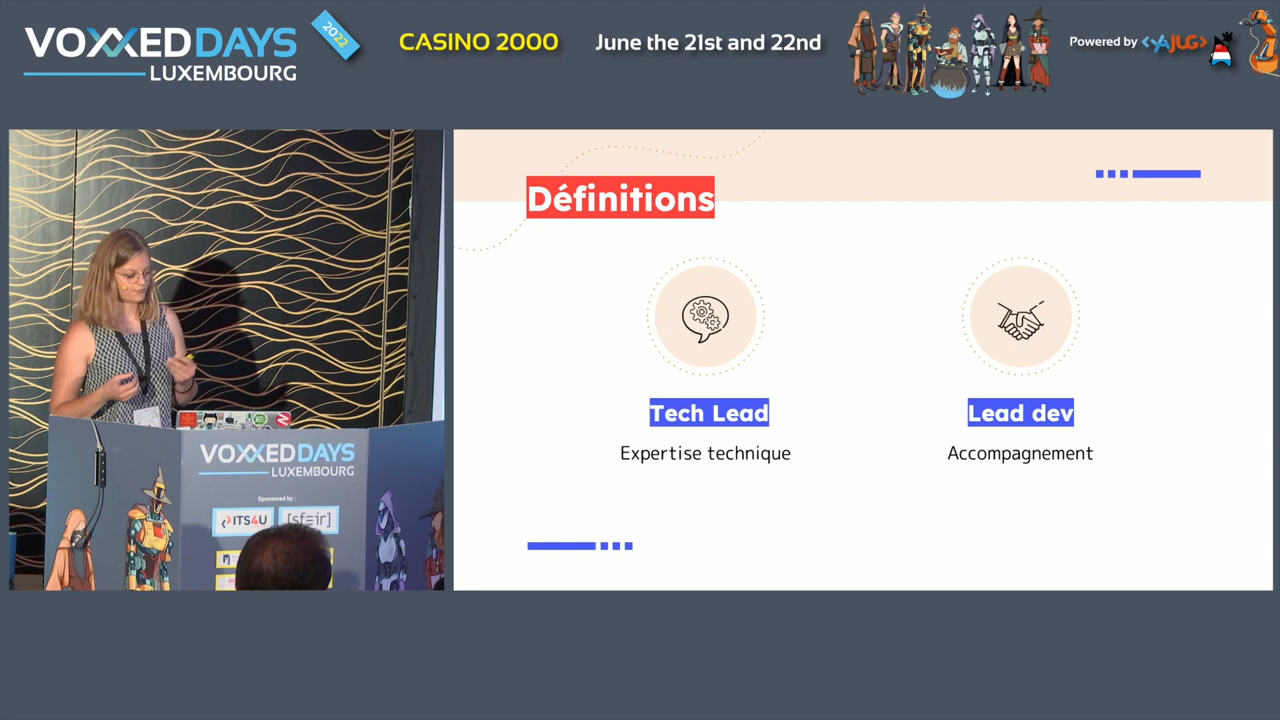 VOXXED DAYS
LUXEMBOURG
2022
CASINO 2000
June the 21st and 22nd
Powered by <YAJUG>
Définitions
Tech Lead
Expertise technique
Lead dev
Accompagnement
VOXXED DAYS
LUXEMBOURG
Sponsored by :
ITS4U
[sfeir]